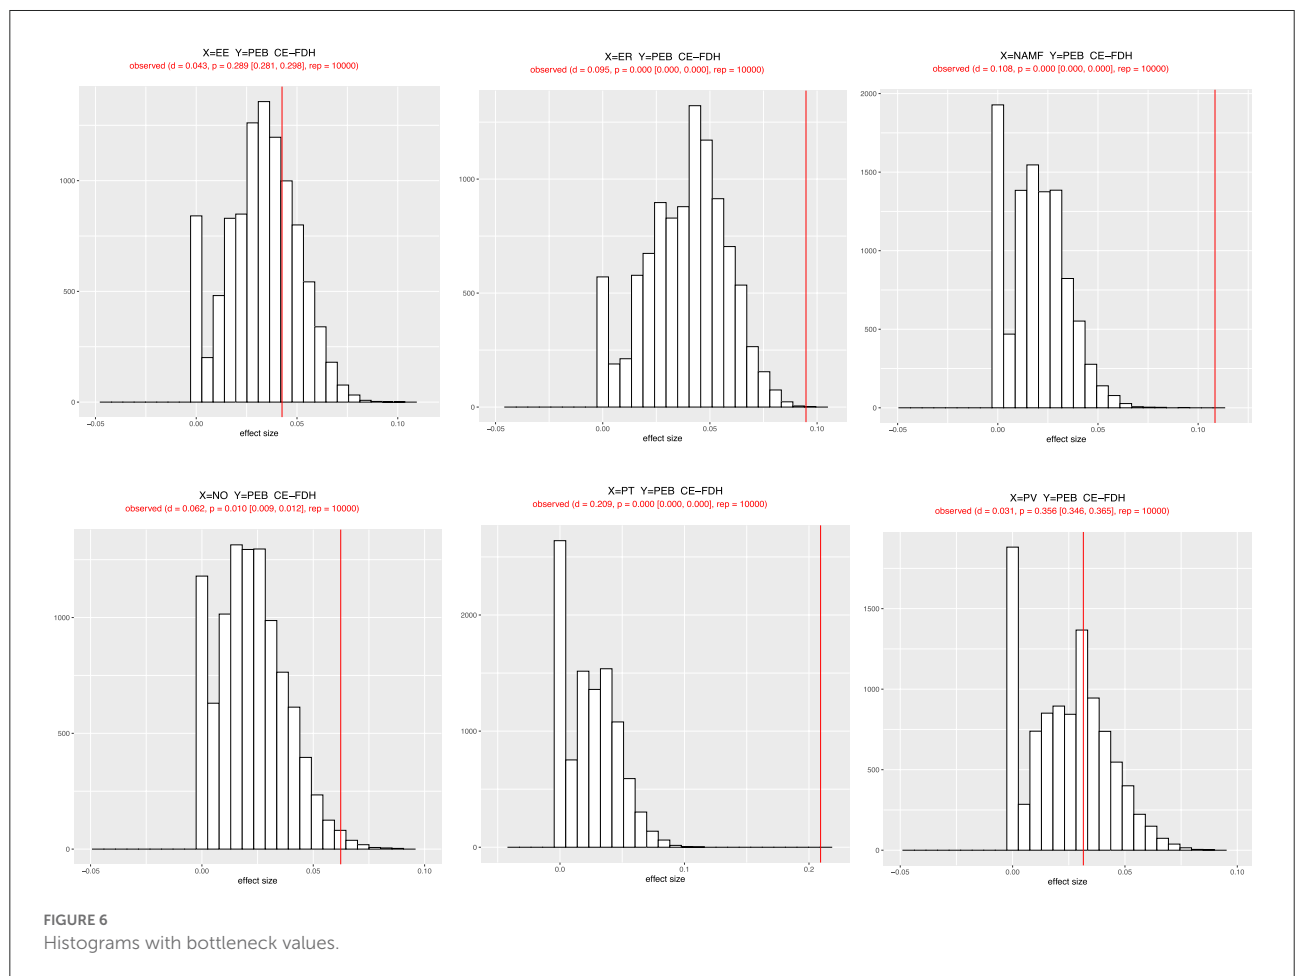 X=EE Y=PEB CE–FDH
observed (d = 0.043, p = 0.289 [0.281, 0.298], rep = 10000)
1000
500
0
−0.05 0.00 0.05 0.10
effect size
X=ER Y=PEB CE–FDH
observed (d = 0.095, p = 0.000 [0.000, 0.000], rep = 10000)
1000
500
0
−0.05 0.00 0.05 0.10
effect size
X=NAMF Y=PEB CE–FDH
observed (d = 0.108, p = 0.000 [0.000, 0.000], rep = 10000)
2000
1500
1000
500
0
−0.05 0.00 0.05 0.10
effect size
X=NO Y=PEB CE–FDH
observed (d = 0.062, p = 0.010 [0.009, 0.012], rep = 10000)
1000
500
0
−0.05 0.00 0.05 0.10
effect size
X=PT Y=PEB CE–FDH
observed (d = 0.209, p = 0.000 [0.000, 0.000], rep = 10000)
2000
1000
0
0.0 0.1 0.2
effect size
X=PV Y=PEB CE–FDH
observed (d = 0.031, p = 0.356 [0.346, 0.365], rep = 10000)
1500
1000
500
0
−0.05 0.00 0.05 0.10
effect size
FIGURE 6
Histograms with bottleneck values.